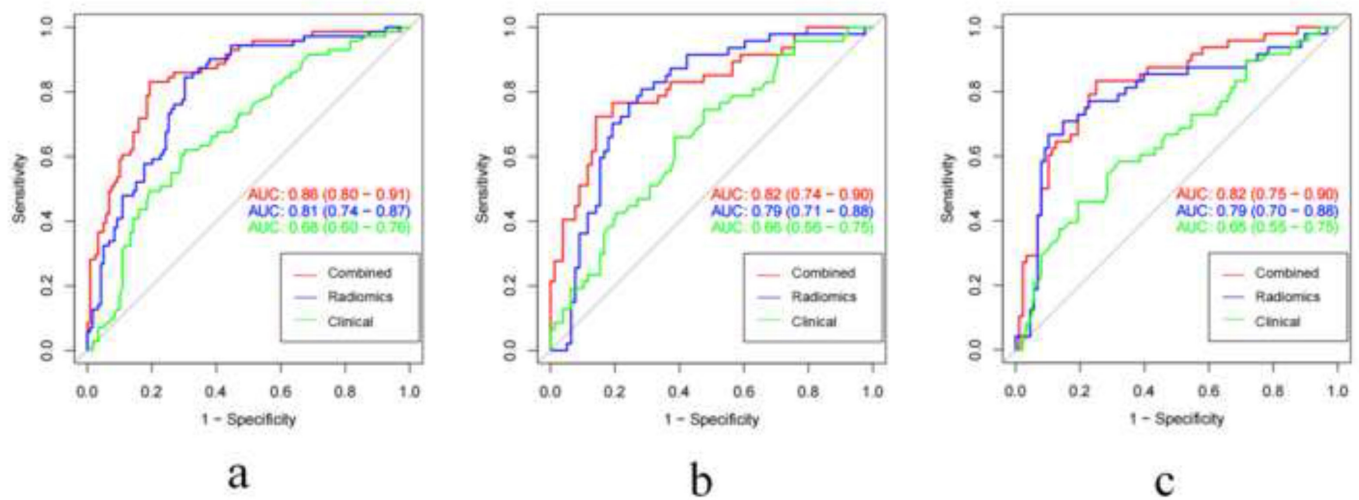 Sensitivity
1.0
0.8
0.6
0.4
0.2
0.0
AUC: 0.86 (0.80 − 0.91)
AUC: 0.81 (0.74 − 0.87)
AUC: 0.68 (0.60 − 0.76)
Combined
Radiomics
Clinical
0.0 0.2 0.4 0.6 0.8 1.0
1 − Specificity
a
Sensitivity
1.0
0.8
0.6
0.4
0.2
0.0
AUC: 0.82 (0.74 − 0.90)
AUC: 0.79 (0.71 − 0.88)
AUC: 0.66 (0.56 − 0.75)
Combined
Radiomics
Clinical
0.0 0.2 0.4 0.6 0.8 1.0
1 − Specificity
b
Sensitivity
1.0
0.8
0.6
0.4
0.2
0.0
AUC: 0.82 (0.75 − 0.90)
AUC: 0.79 (0.70 − 0.88)
AUC: 0.65 (0.55 − 0.75)
Combined
Radiomics
Clinical
0.0 0.2 0.4 0.6 0.8 1.0
1 − Specificity
c